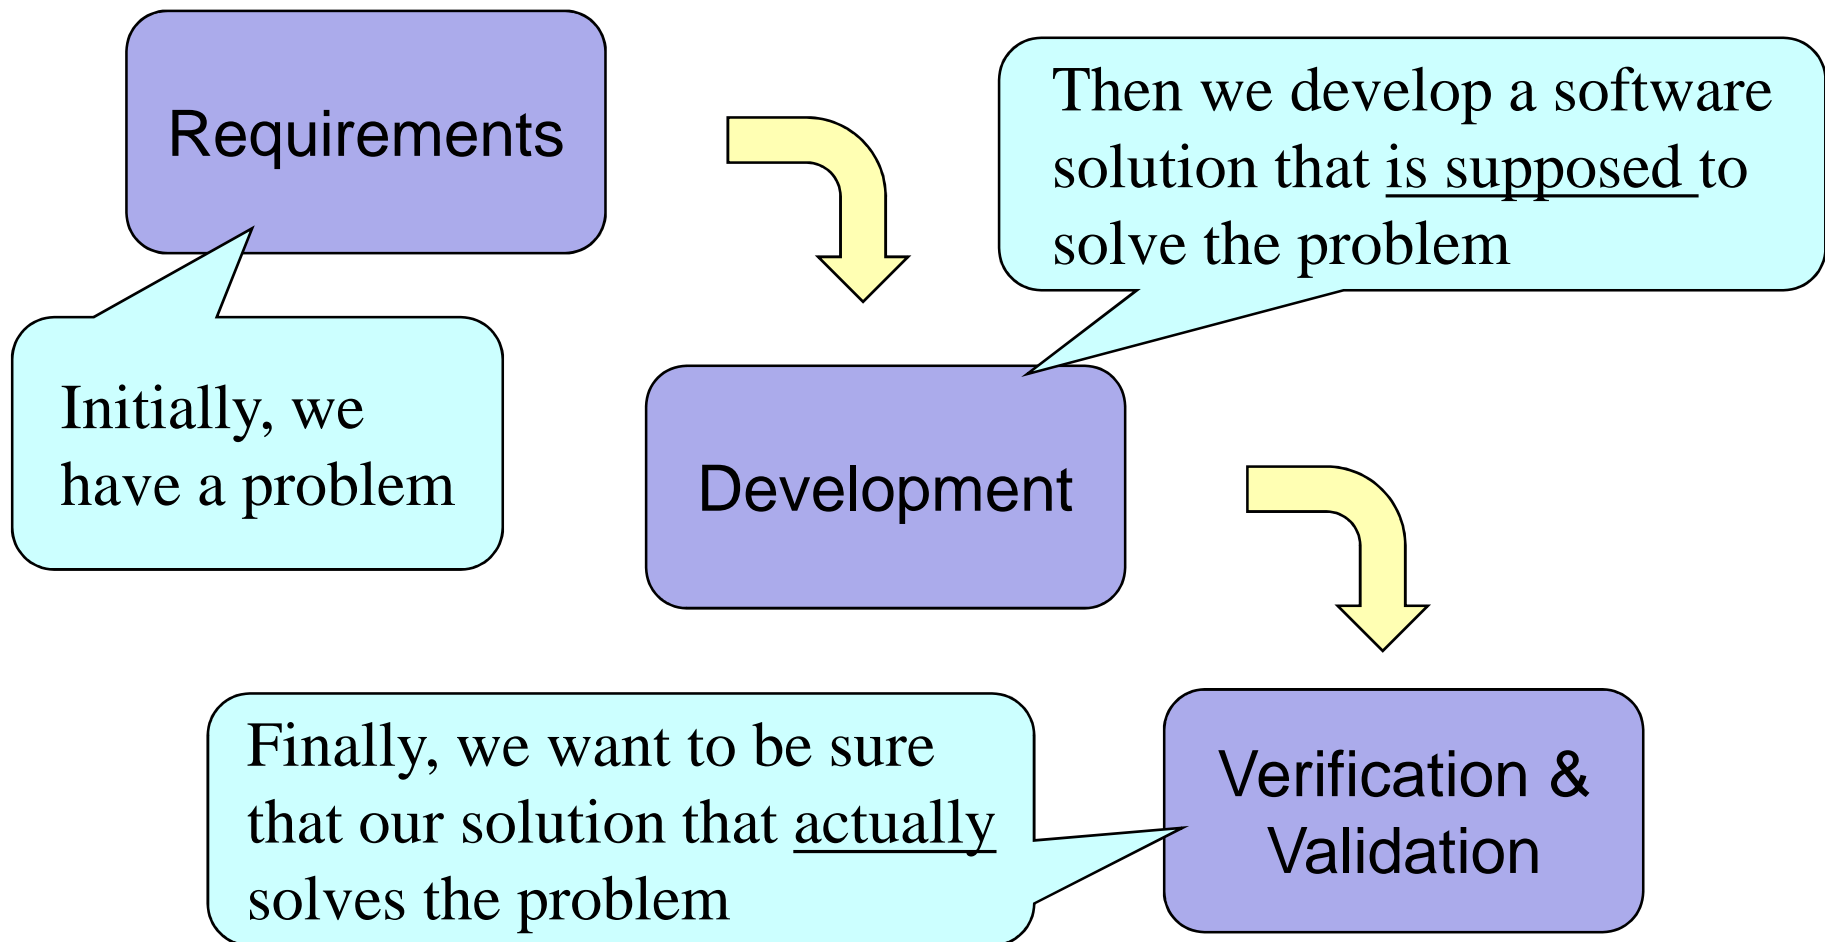 Requirements
Then we develop a software
solution that is supposed to
solve the problem
Initially, we
have a problem
Development
Finally, we want to be sure
that our solution that actually
solves the problem
Verification &
Validation